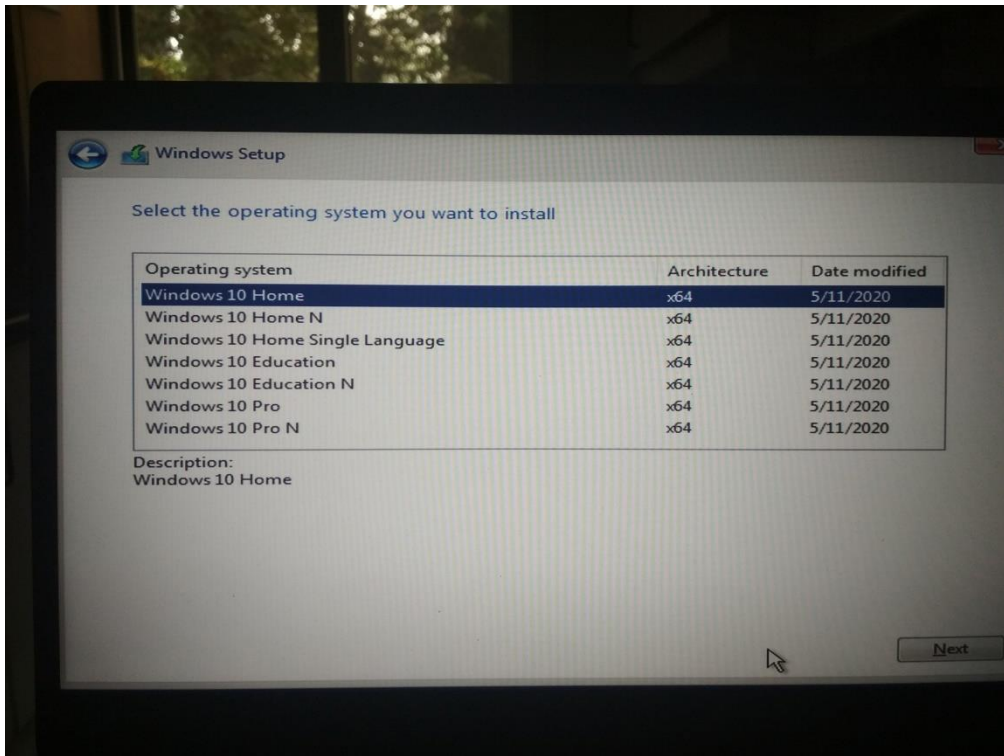 Windows Setup
Select the operating system you want to install
Operating system Architecture Date modified
Windows 10 Home x64 5/11/2020
Windows 10 Home N x64 5/11/2020
Windows 10 Home Single Language x64 5/11/2020
Windows 10 Education x64 5/11/2020
Windows 10 Education N x64 5/11/2020
Windows 10 Pro x64 5/11/2020
Windows 10 Pro N x64 5/11/2020
Description:
Windows 10 Home
Next